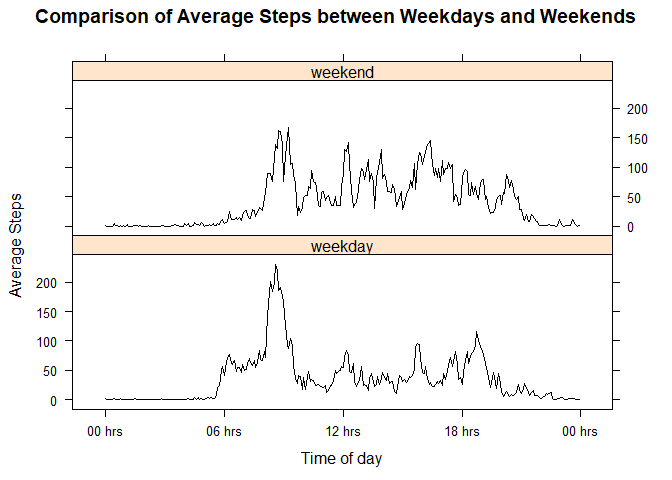 Comparison of Average Steps between Weekdays and Weekends
weekend
200
150
100
50
0
Average Steps
weekday
200
150
100
50
0
00 hrs 06 hrs 12 hrs 18 hrs 00 hrs
Time of day